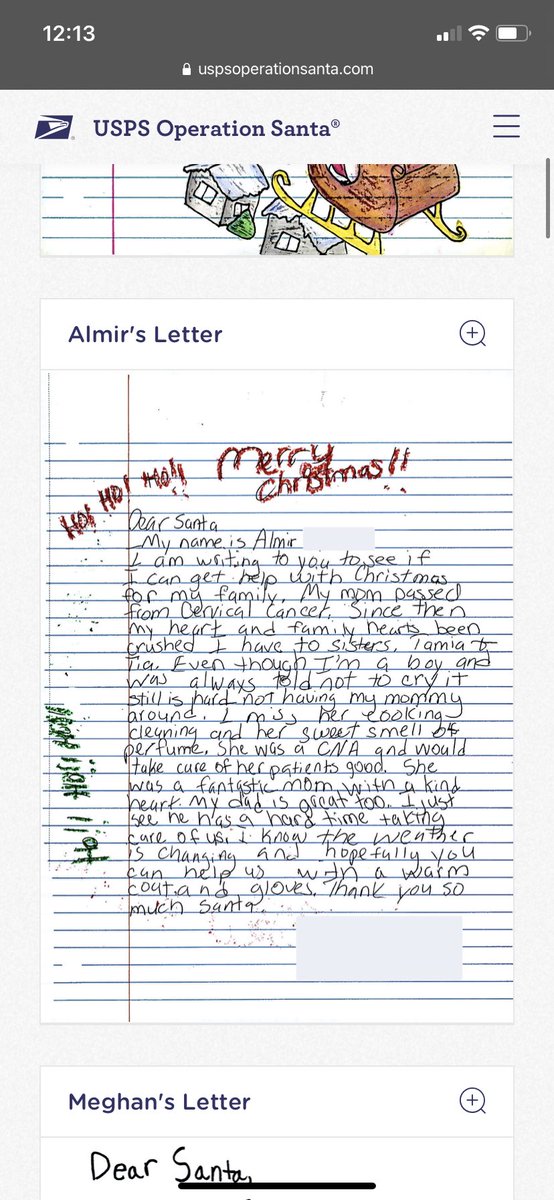 12:13
uspsoperationsanta.com
USPS Operation Santa®
Almir's Letter
Merry
Christmas!!
HO! HO! HO!!
Dear Santa
My name is Almir
I am writing to you to see if
I can get help with Christmas
for my family. My mom passed
from Cervical Cancer. Since then
my heart and family hearts been
crushed I have to sisters, Tamia &
Tia. Even though I'm a boy and
was always told not to cry it
still is hard not having my mommy
around. I miss her cooking
cleaning and her sweet smell of
perfume. She was a CNA and would
take care of her patients good. She
was a fantastic mom with a kind
heart. My dad is great too. I just
see he has a hard time taking
care of us. I know the weather
is changing and hopefully you
can help us with a warm
coat and gloves. Thank you so
much Santa.
Meghan's Letter
Dear Santa,